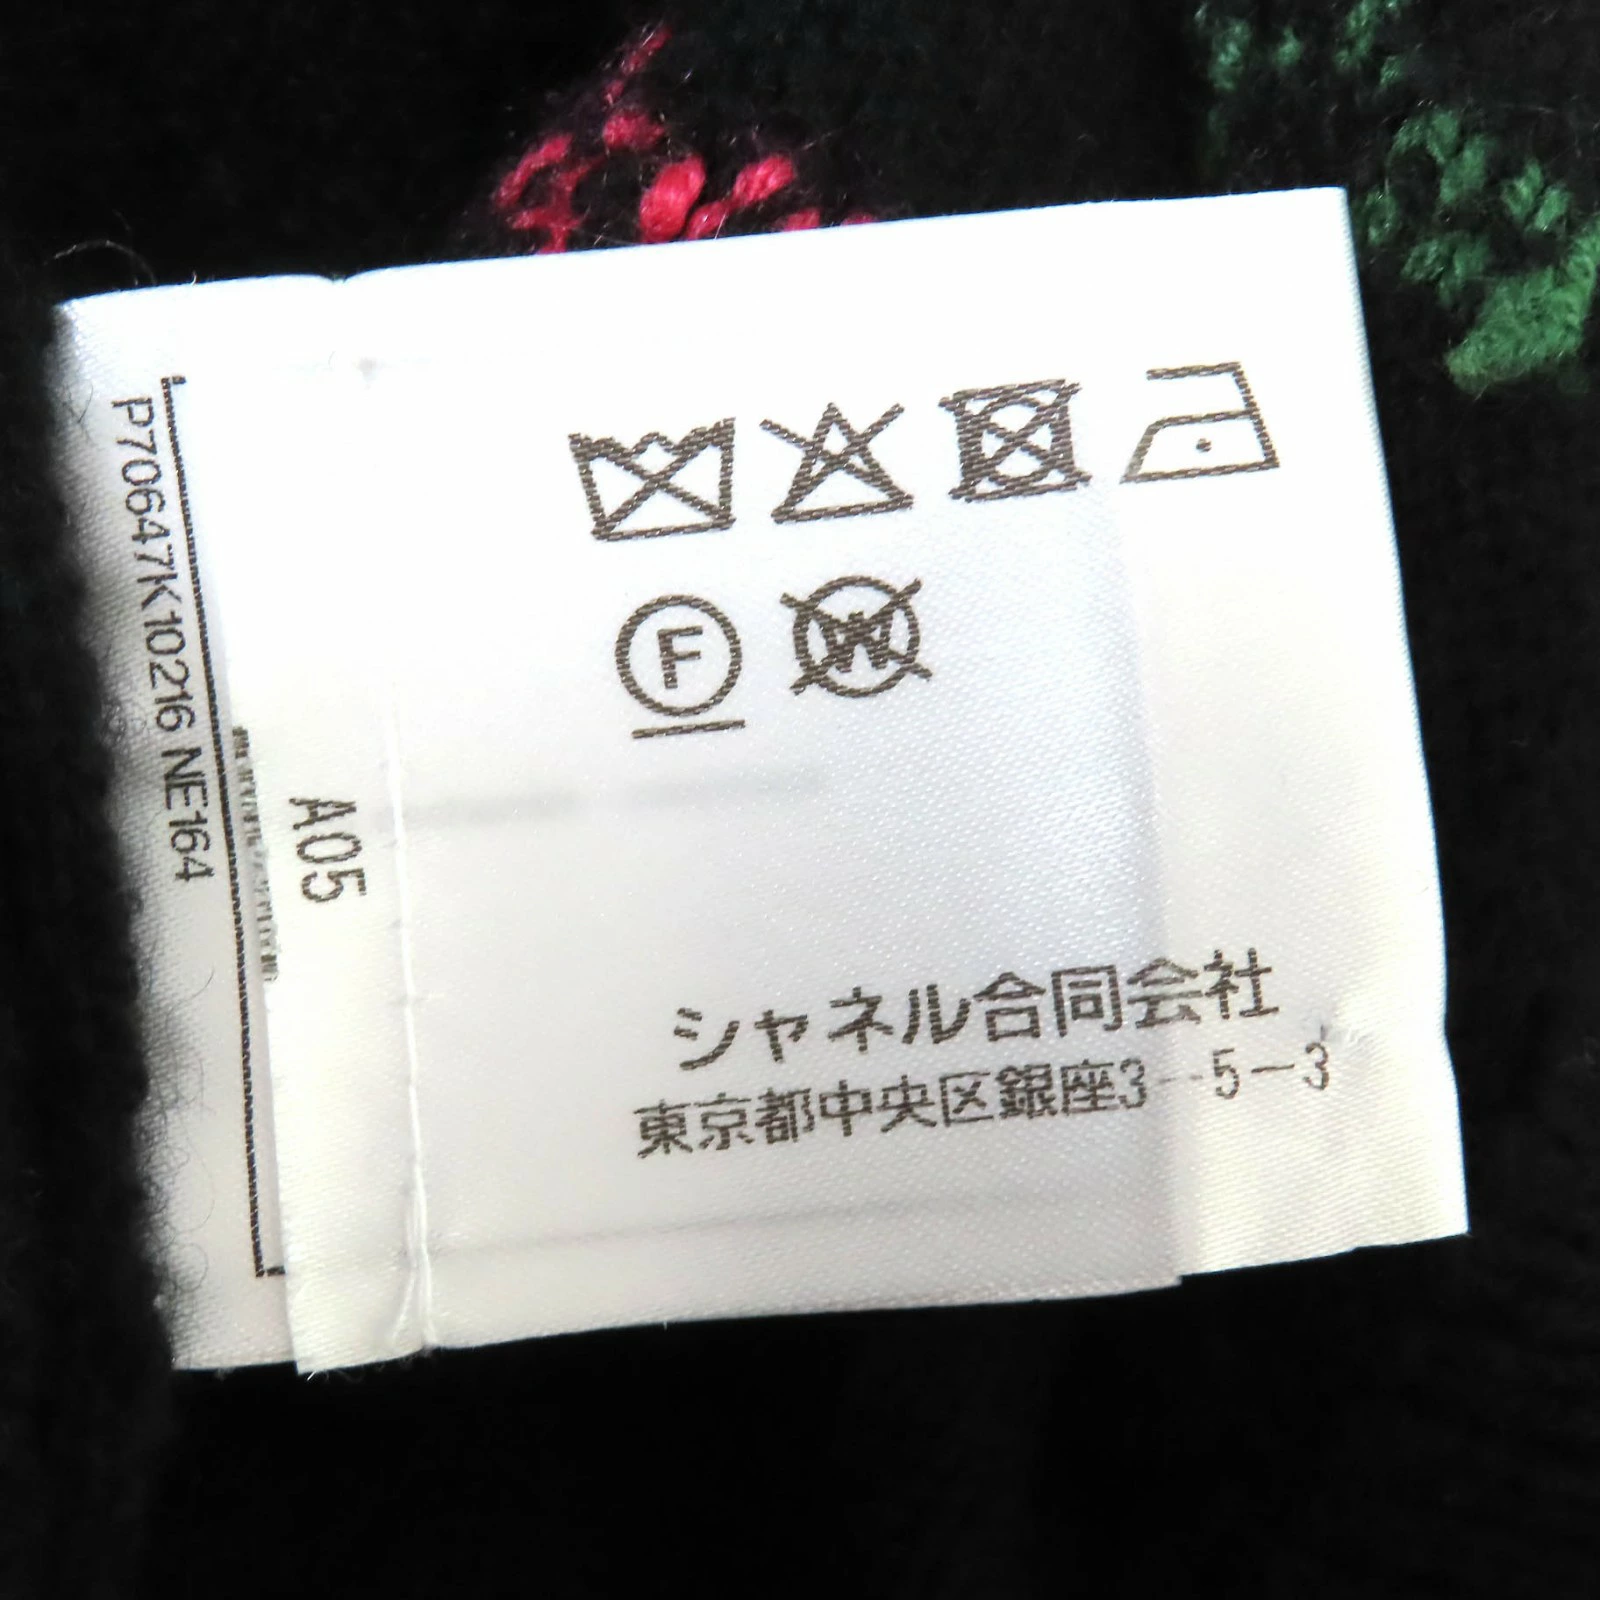 P70647K10216 NE164
A05
F
W
シャネル合同会社
東京都中央区銀座3-5-3